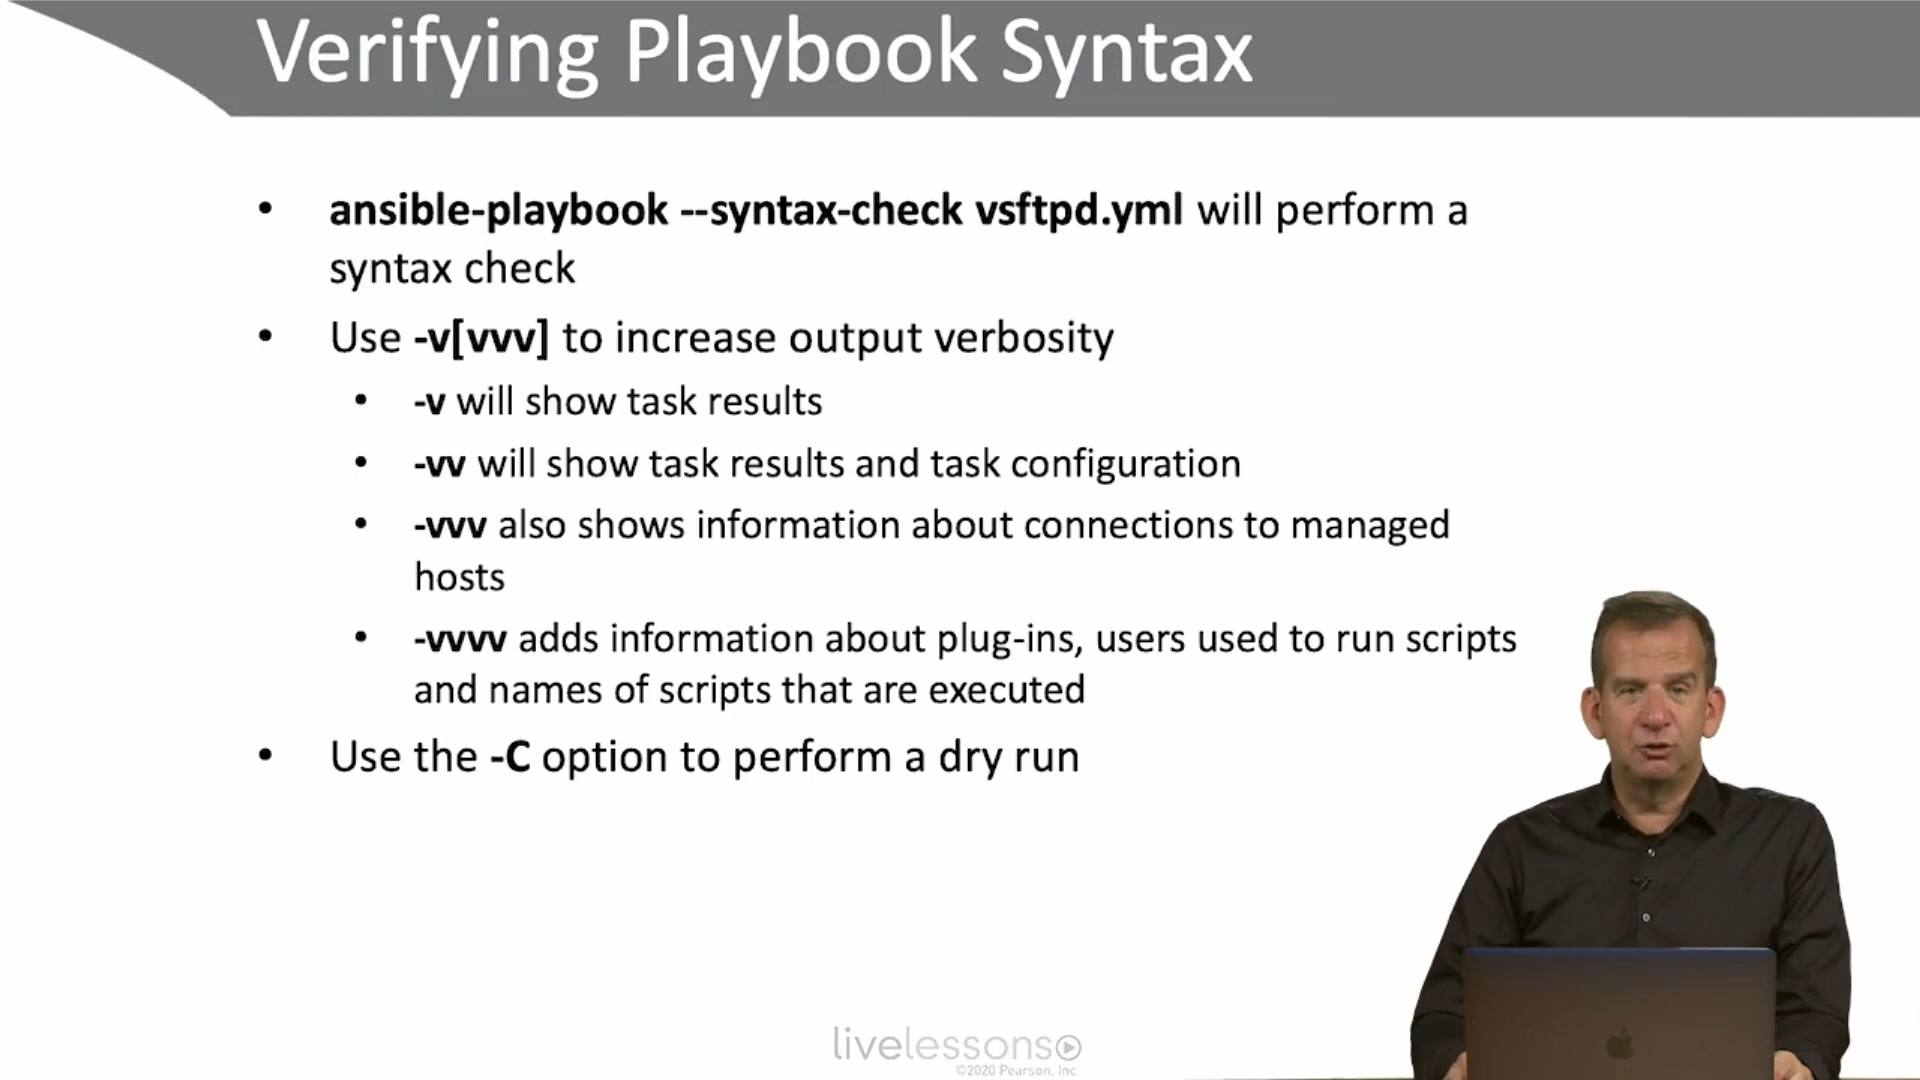 Verifying Playbook Syntax
• ansible-playbook --syntax-check vsftpd.yml will perform a
syntax check
• Use -v[vvv] to increase output verbosity
• -v will show task results
• -vv will show task results and task configuration
• -vvv also shows information about connections to managed
hosts
• -vvvv adds information about plug-ins, users used to run scripts
and names of scripts that are executed
• Use the -C option to perform a dry run
livelessons
©2020 Pearson, Inc.